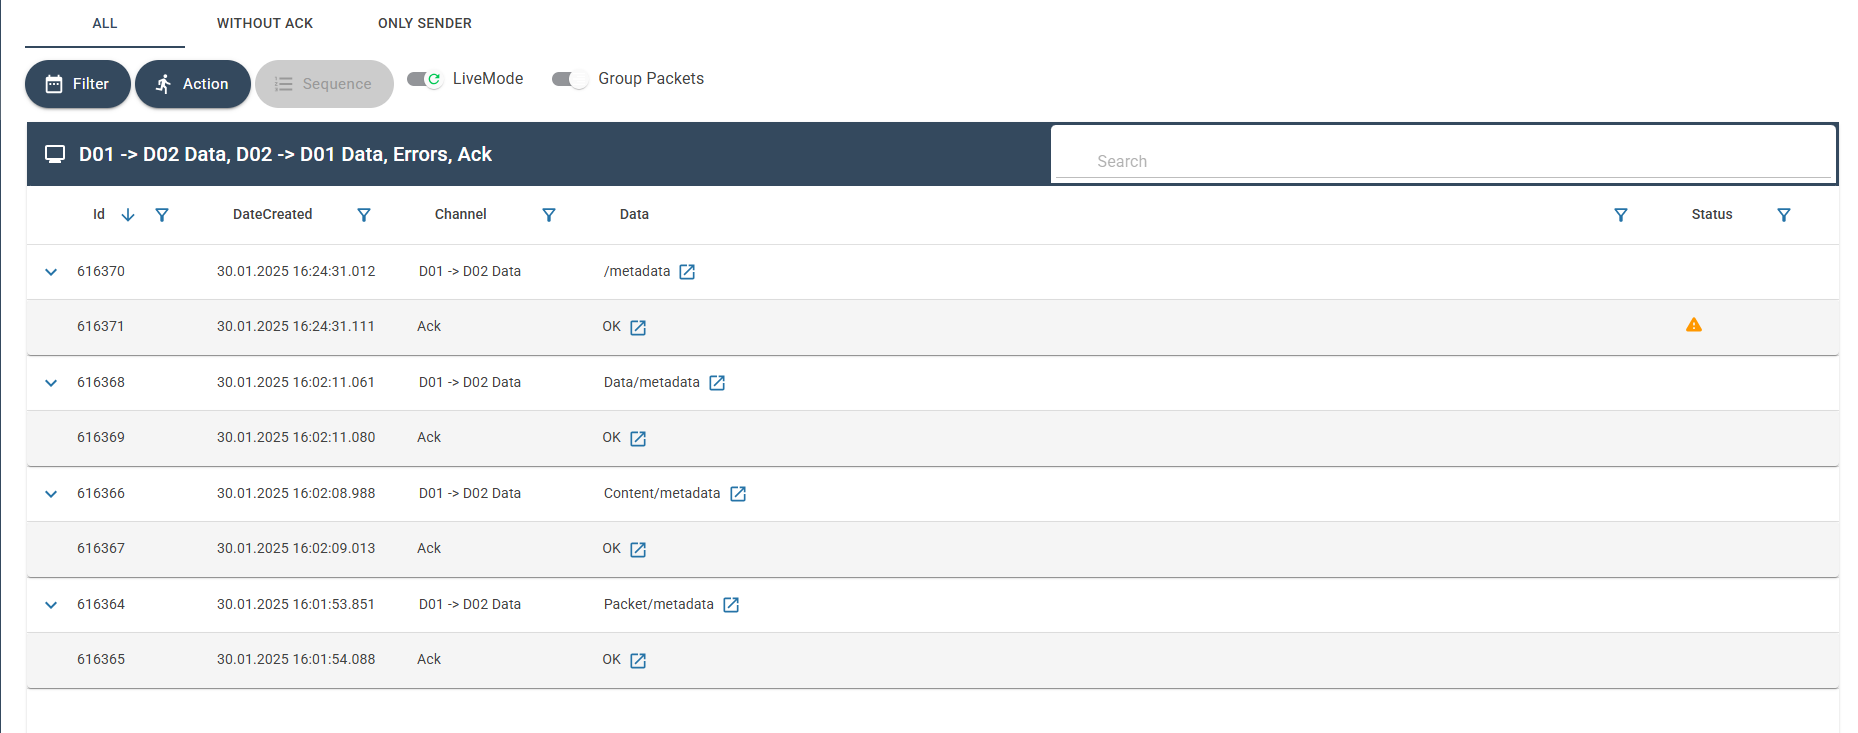 ALL WITHOUT ACK ONLY SENDER
Filter Action Sequence LiveMode Group Packets
D01 -> D02 Data, D02 -> D01 Data, Errors, Ack Search
Id DateCreated Channel Data Status
616370 30.01.2025 16:24:31.012 D01 -> D02 Data /metadata
616371 30.01.2025 16:24:31.111 Ack OK
616368 30.01.2025 16:02:11.061 D01 -> D02 Data Data/metadata
616369 30.01.2025 16:02:11.080 Ack OK
616366 30.01.2025 16:02:08.988 D01 -> D02 Data Content/metadata
616367 30.01.2025 16:02:09.013 Ack OK
616364 30.01.2025 16:01:53.851 D01 -> D02 Data Packet/metadata
616365 30.01.2025 16:01:54.088 Ack OK